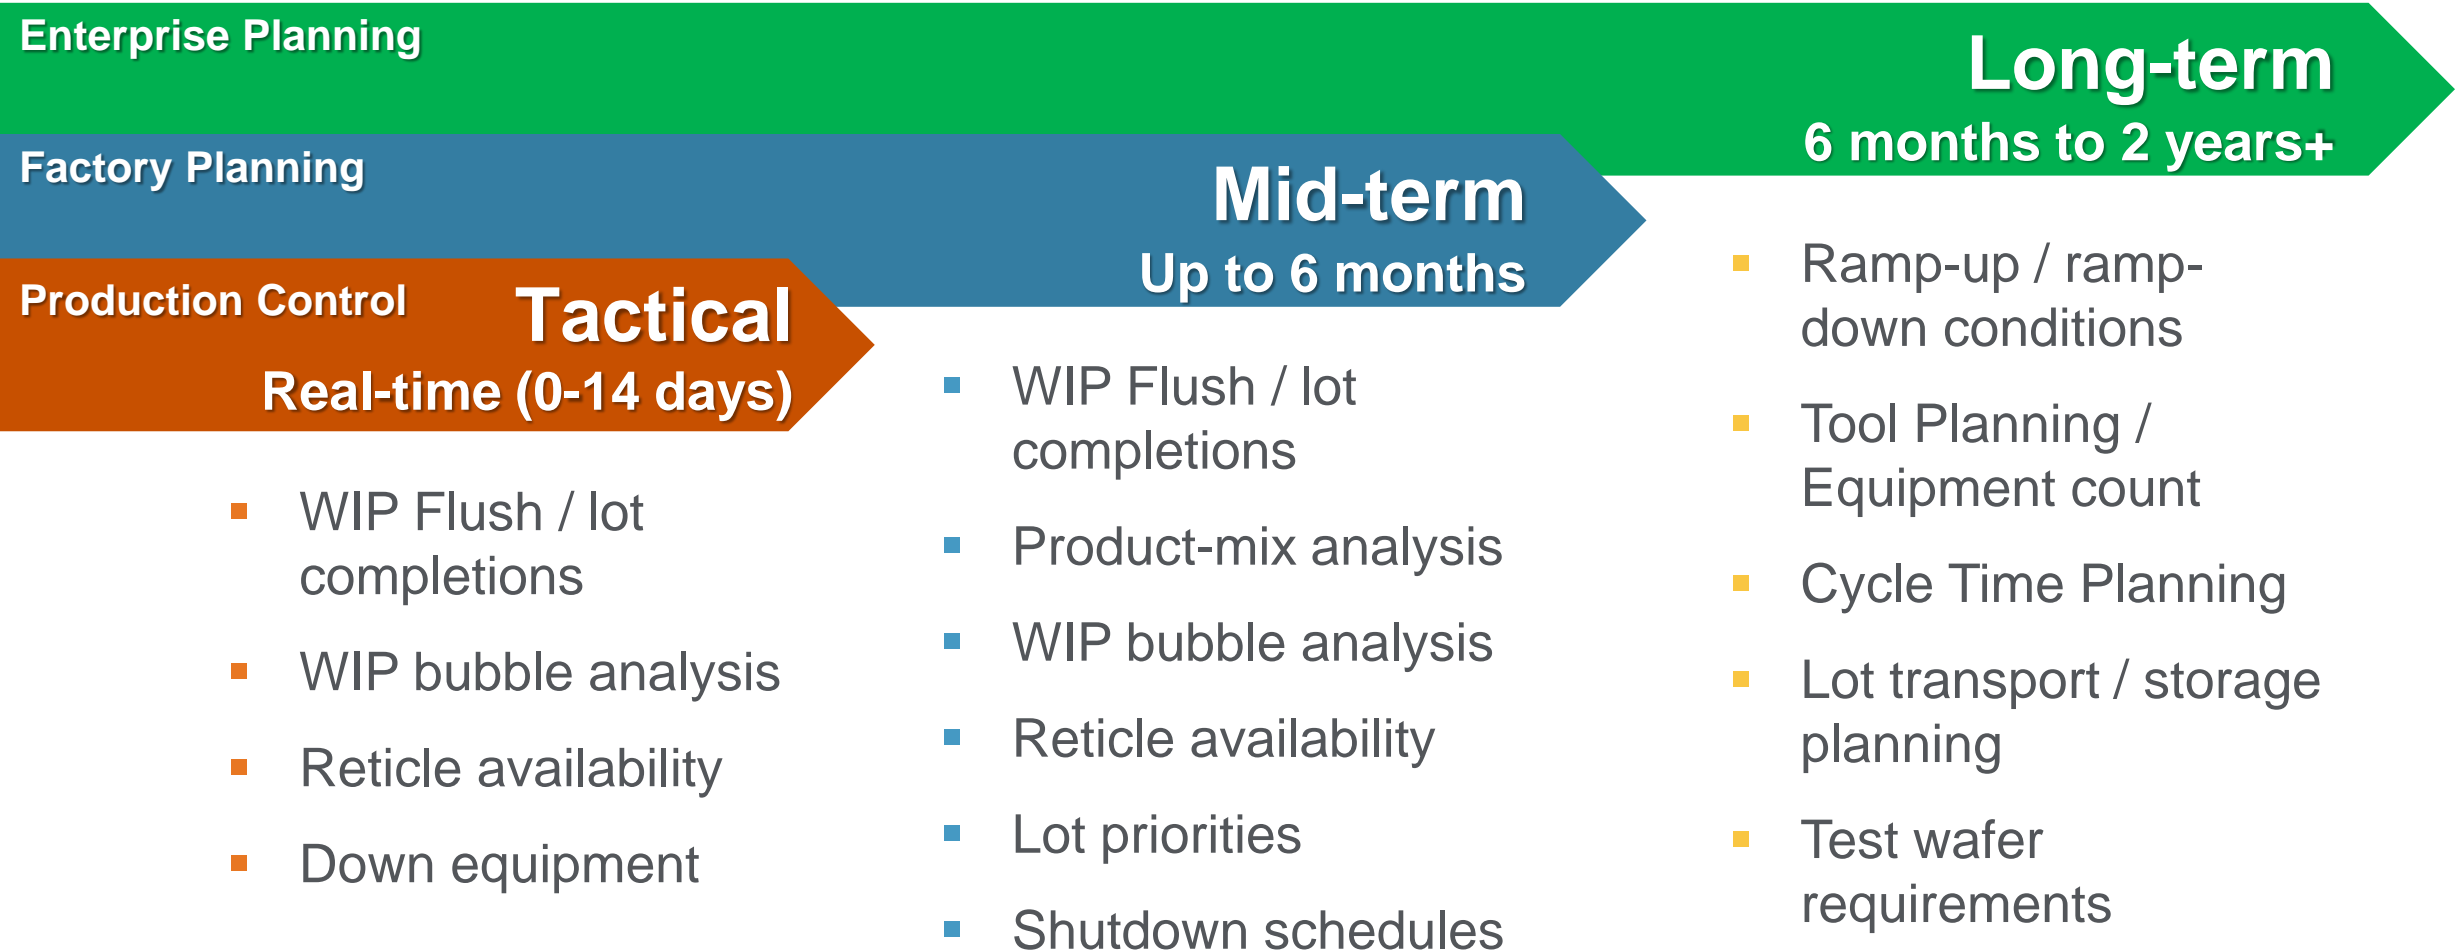 Enterprise Planning
Long-term
6 months to 2 years+
Factory Planning
Mid-term
Up to 6 months
Production Control
Tactical
Real-time (0-14 days)
WIP Flush / lot
completions
WIP bubble analysis
Reticle availability
Down equipment
WIP Flush / lot
completions
Product-mix analysis
WIP bubble analysis
Reticle availability
Lot priorities
Shutdown schedules
Ramp-up / ramp-
down conditions
Tool Planning /
Equipment count
Cycle Time Planning
Lot transport / storage
planning
Test wafer
requirements